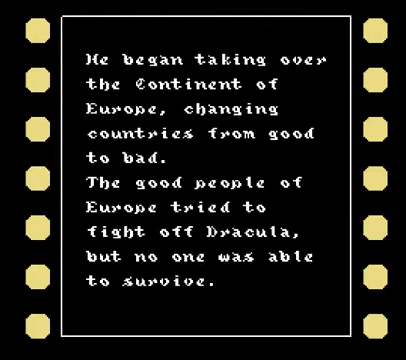 He began taking over
the Continent of
Europe, changing
countries from good
to bad.
The good people of
Europe tried to
fight off Dracula,
but no one was able
to survive.